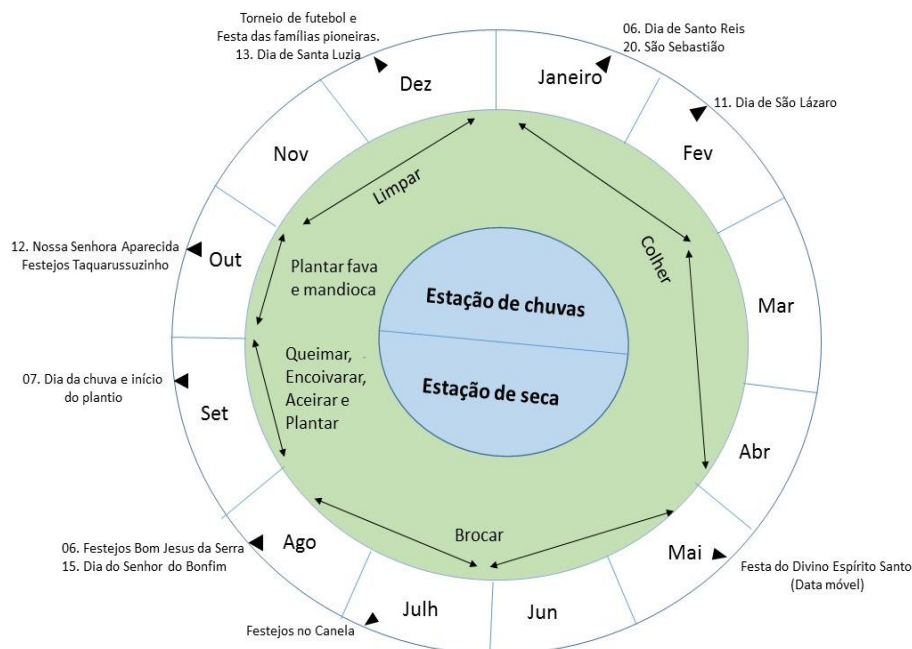 Torneio de futebol e
Festa das famílias pioneiras.
13. Dia de Santa Luzia
06. Dia de Santo Reis
20. São Sebastião
Dez
Janeiro
11. Dia de São Lázaro
Nov
Fev
Limpar
12. Nossa Senhora Aparecida
Festejos Taquarussuzinho
Out
Plantar fava
e mandioca
Colher
Estação de chuvas
Mar
07. Dia da chuva e início
do plantio
Set
Queimar,
Encoivarar,
Aceirar e
Plantar
Estação de seca
Abr
06. Festejos Bom Jesus da Serra
15. Dia do Senhor do Bonfim
Ago
Brocar
Mai
Festa do Divino Espírito Santo
(Data móvel)
Festejos no Canela
Julh
Jun